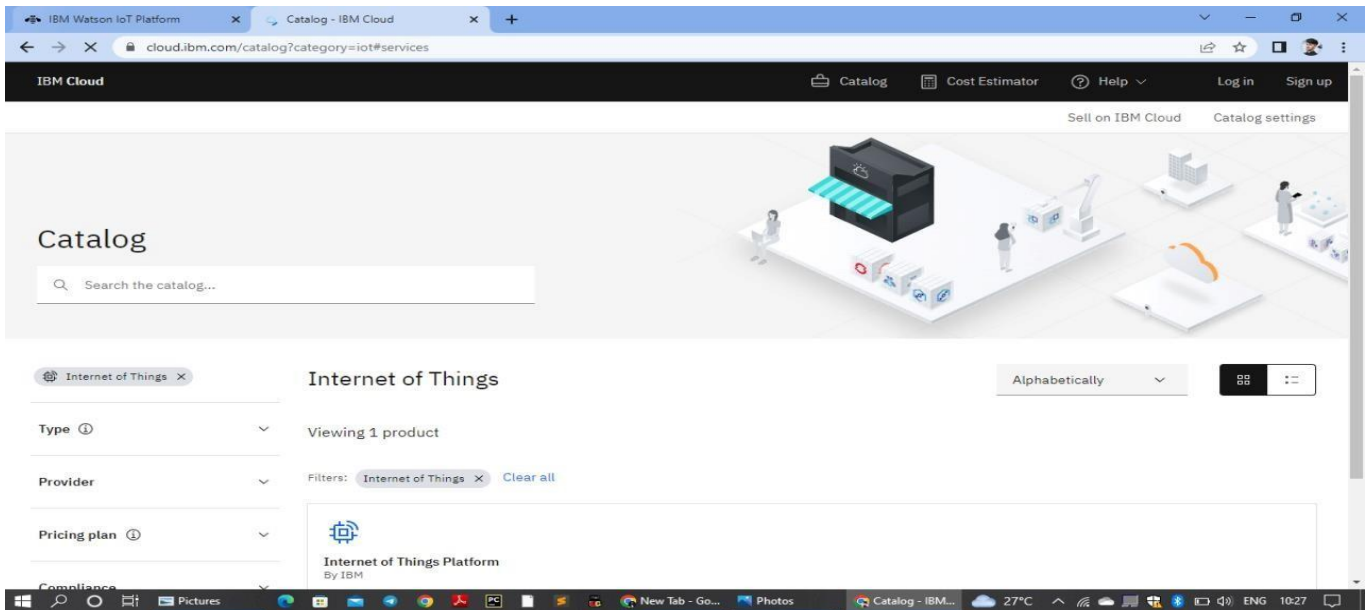 IBM Watson IoT Platform
Catalog - IBM Cloud
cloud.ibm.com/catalog?category=iot#services
IBM Cloud
Catalog
Cost Estimator
Help
Log in
Sign up
Sell on IBM Cloud
Catalog settings
Catalog
Search the catalog...
Internet of Things
Internet of Things
Alphabetically
Type
Viewing 1 product
Provider
Filters: Internet of Things Clear all
Pricing plan
Internet of Things Platform
By IBM
Compliance
Pictures
New Tab - Go...
Photos
Catalog - IBM...
27°C
ENG
10:27